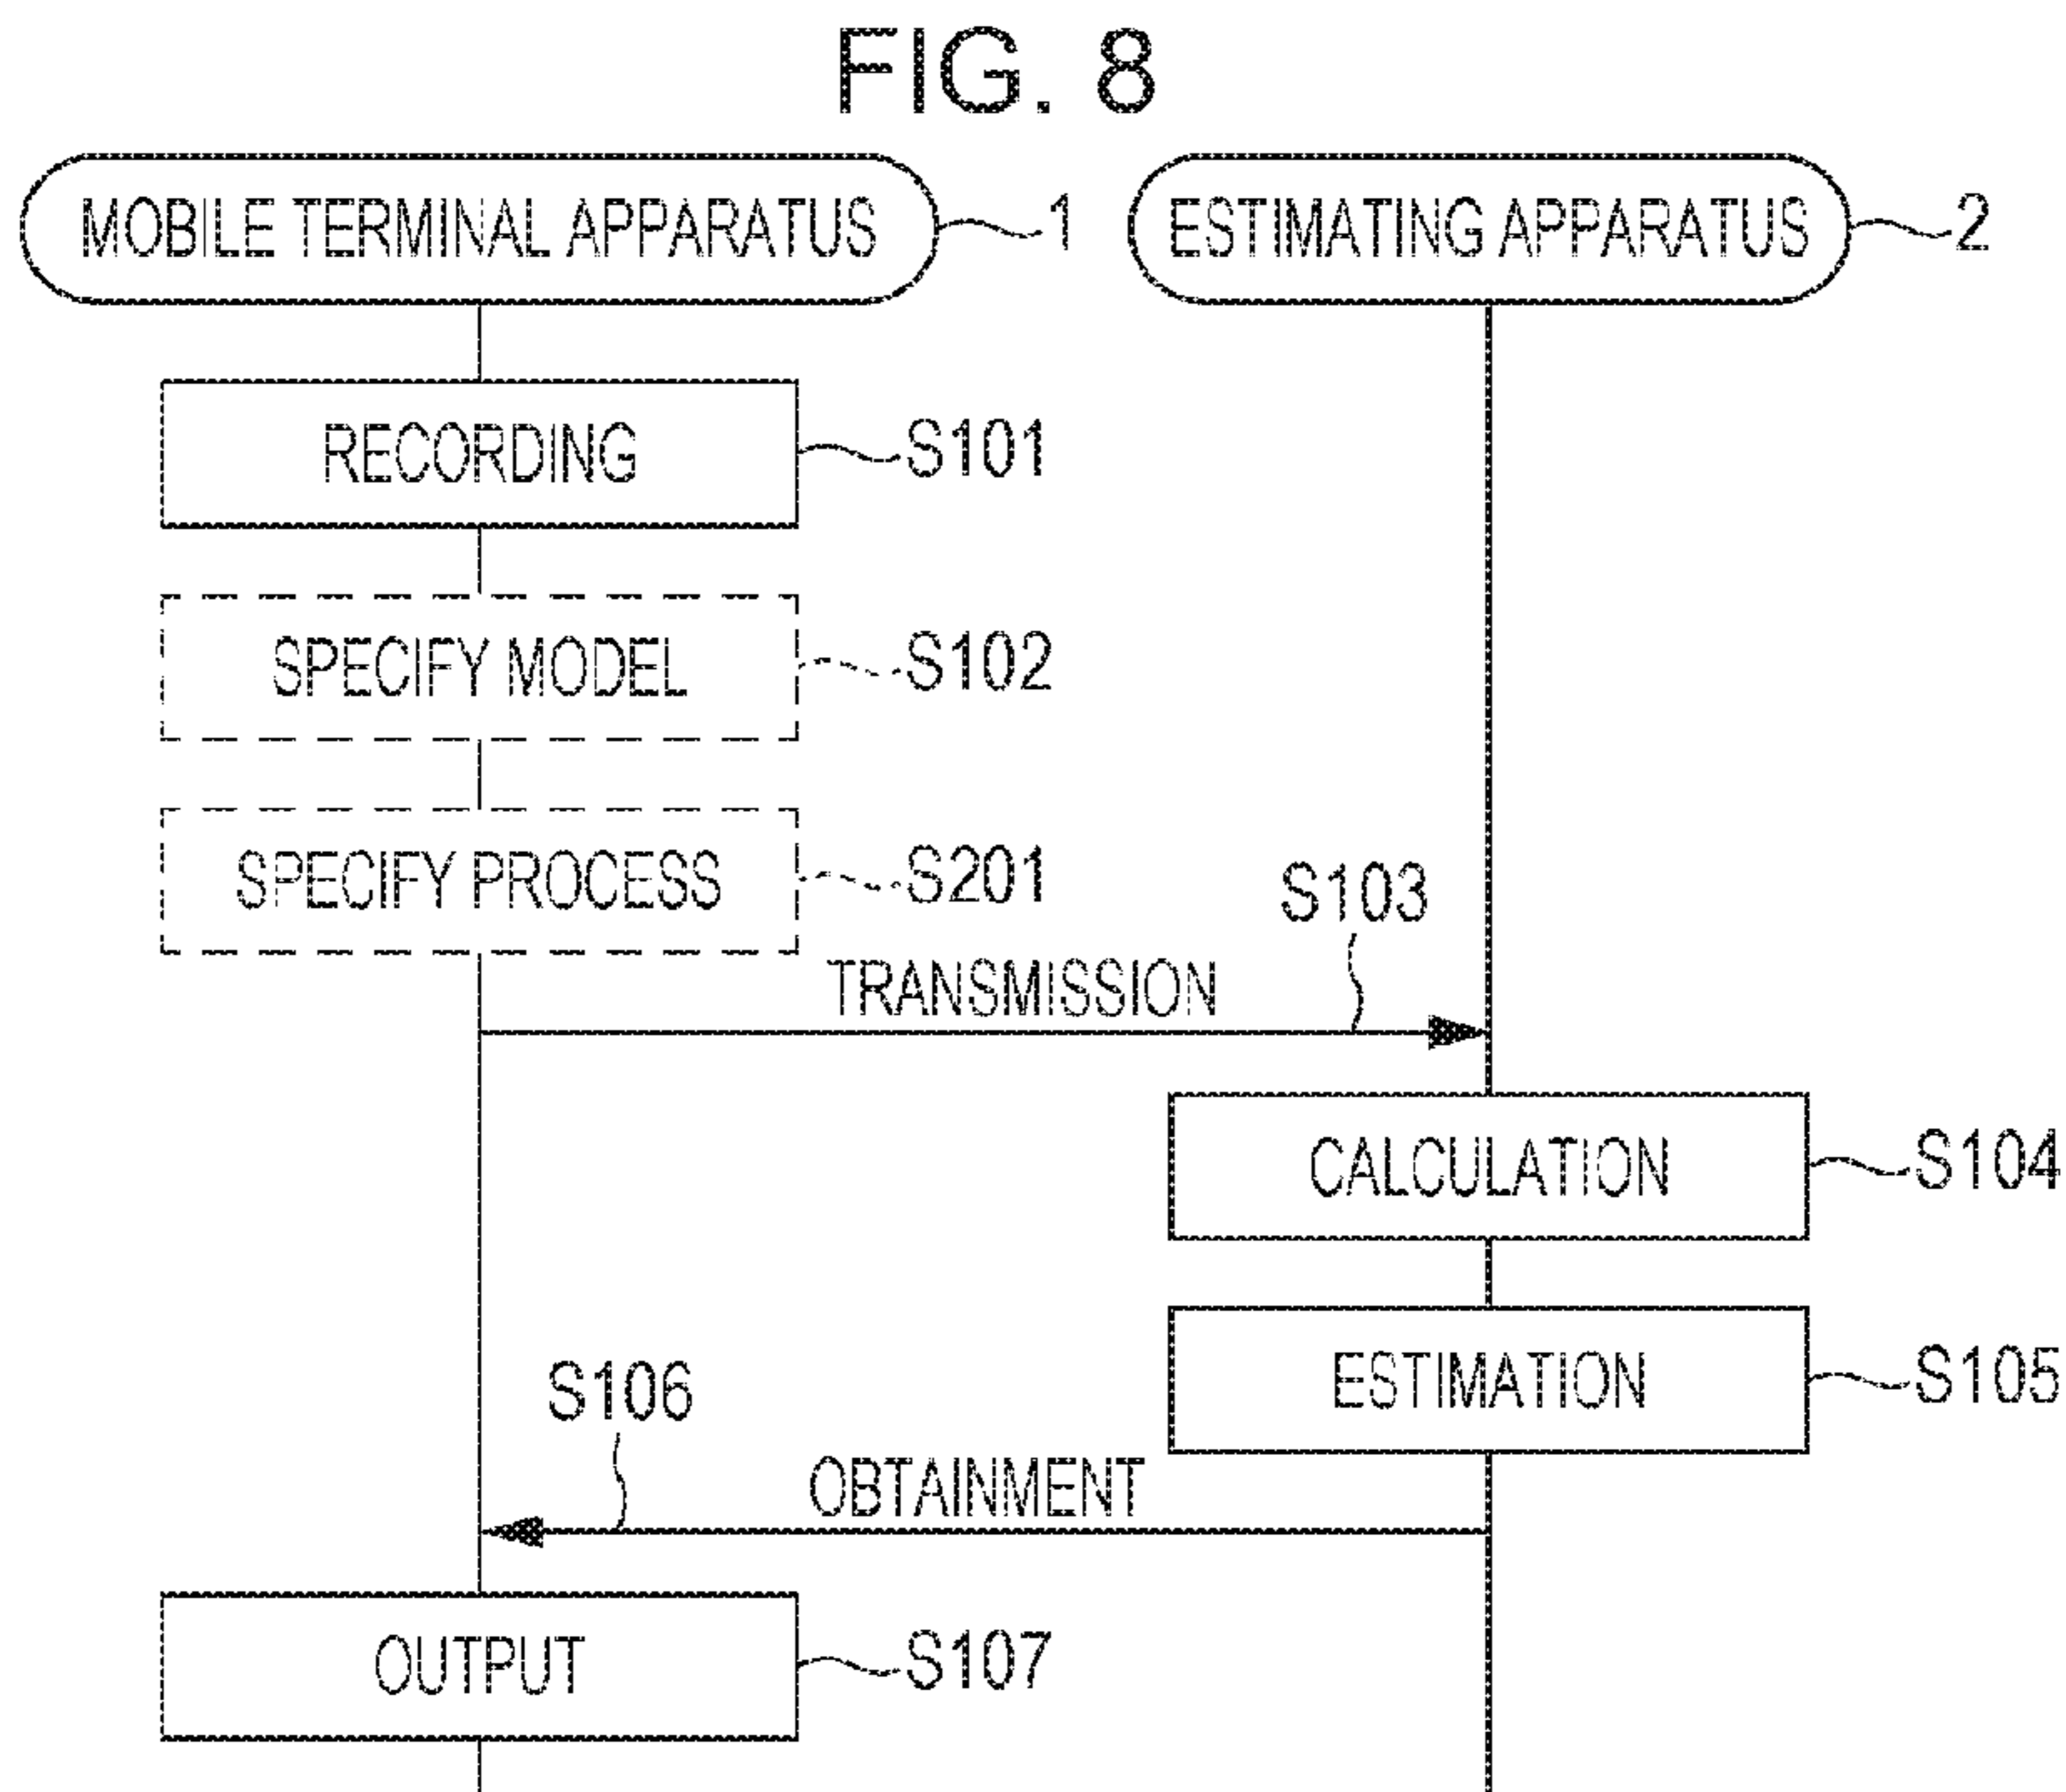 FIG. 8
MOBILE TERMINAL APPARATUS 1
ESTIMATING APPARATUS 2
RECORDING S101
SPECIFY MODEL S102
SPECIFY PROCESS S201
S103
TRANSMISSION
CALCULATION S104
ESTIMATION S105
S106
OBTAINMENT
OUTPUT S107